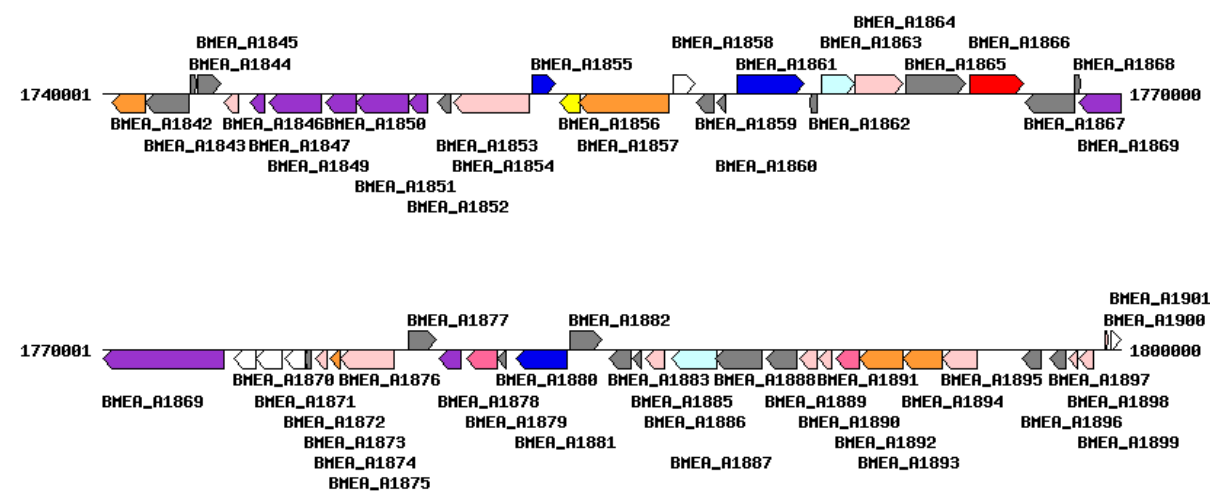 BMEA_A1864
BMEA_A1845 BMEA_A1858 BMEA_A1863 BMEA_A1866
BMEA_A1844 BMEA_A1855 BMEA_A1861 BMEA_A1865 BMEA_A1868
1740001 1770000
BMEA_A1842 BMEA_A1846 BMEA_A1850 BMEA_A1856 BMEA_A1859 BMEA_A1862 BMEA_A1867
BMEA_A1843 BMEA_A1847 BMEA_A1853 BMEA_A1857 BMEA_A1869
BMEA_A1849 BMEA_A1854 BMEA_A1860
BMEA_A1851
BMEA_A1852
BMEA_A1901
BMEA_A1877 BMEA_A1882 BMEA_A1900
1770001 1800000
BMEA_A1870 BMEA_A1876 BMEA_A1880 BMEA_A1883 BMEA_A1888 BMEA_A1891 BMEA_A1895 BMEA_A1897
BMEA_A1869 BMEA_A1871 BMEA_A1878 BMEA_A1885 BMEA_A1889 BMEA_A1894 BMEA_A1898
BMEA_A1872 BMEA_A1879 BMEA_A1886 BMEA_A1890 BMEA_A1896
BMEA_A1873 BMEA_A1881 BMEA_A1892 BMEA_A1899
BMEA_A1874 BMEA_A1887 BMEA_A1893
BMEA_A1875